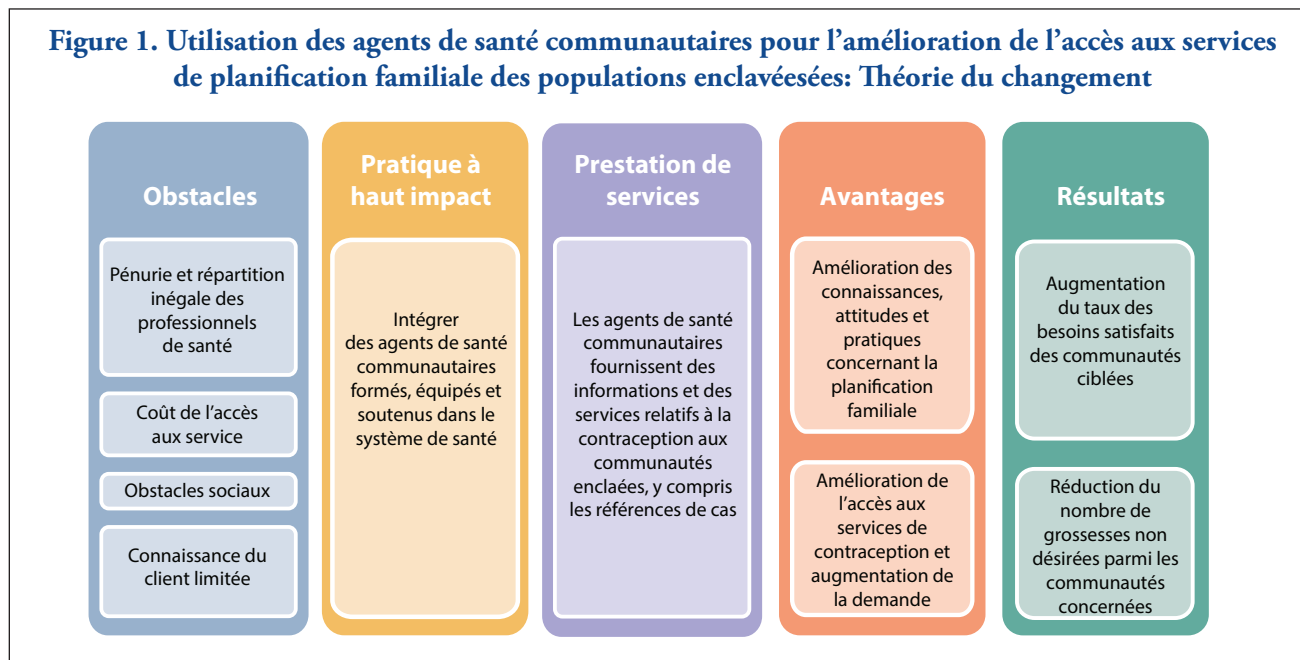 Figure 1. Utilisation des agents de santé communautaires pour l’amélioration de l’accès aux services
de planification familiale des populations enclavéesées: Théorie du changement
Obstacles
Pénurie et répartition
inégale des
professionnels
de santé
Coût de l’accès
aux service
Obstacles sociaux
Connaissance du
client limitée
Pratique à
haut impact
Intégrer
des agents de santé
communautaires
formés, équipés et
soutenus dans le
système de santé
Prestation de
services
Les agents de santé
communautaires
fournissent des
informations et des
services relatifs à la
contraception aux
communautés
enclaées, y compris
les références de cas
Avantages
Amélioration des
connaissances,
attitudes et
pratiques
concernant la
planification
familiale
Amélioration de
l’accès aux
services de
contraception et
augmentation de
la demande
Résultats
Augmentation
du taux des
besoins satisfaits
des communautés
ciblées
Réduction du
nombre de
grossesses non
désirées parmi les
communautés
concernées